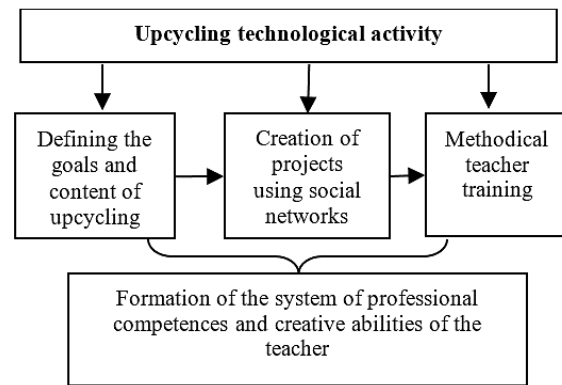 Upcycling technological activity
Defining the
goals and
content of
upcycling
Creation of
projects
using social
networks
Methodical
teacher
training
Formation of the system of professional
competences and creative abilities of the
teacher